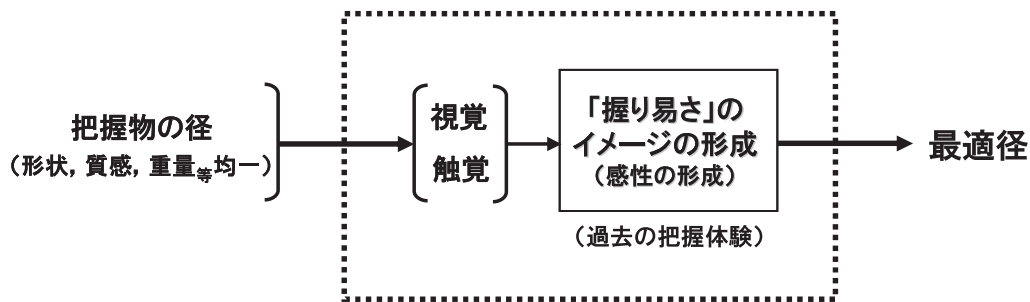 把握物の径
（形状，質感，重量等均一）
視覚
触覚
「握り易さ」の
イメージの形成
（感性の形成）
（過去の把握体験）
最適径